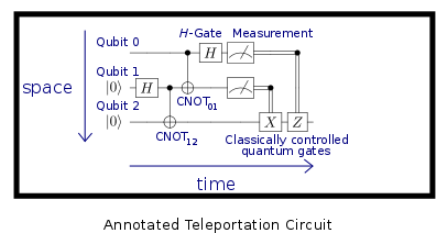 H-Gate Measurement
Qubit 0
H
Qubit 1
|0⟩ H
CNOT01
Qubit 2
|0⟩ X Z
CNOT12
Classically controlled
quantum gates
space
time
Annotated Teleportation Circuit